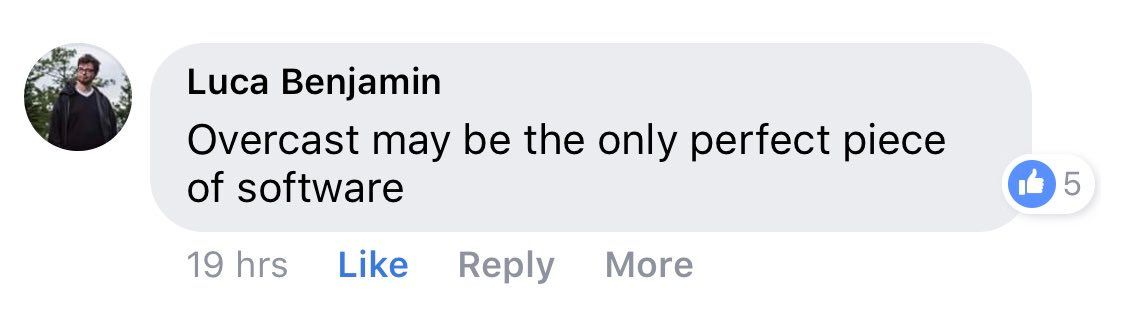 Luca Benjamin
Overcast may be the only perfect piece
of software
5
19 hrs Like Reply More